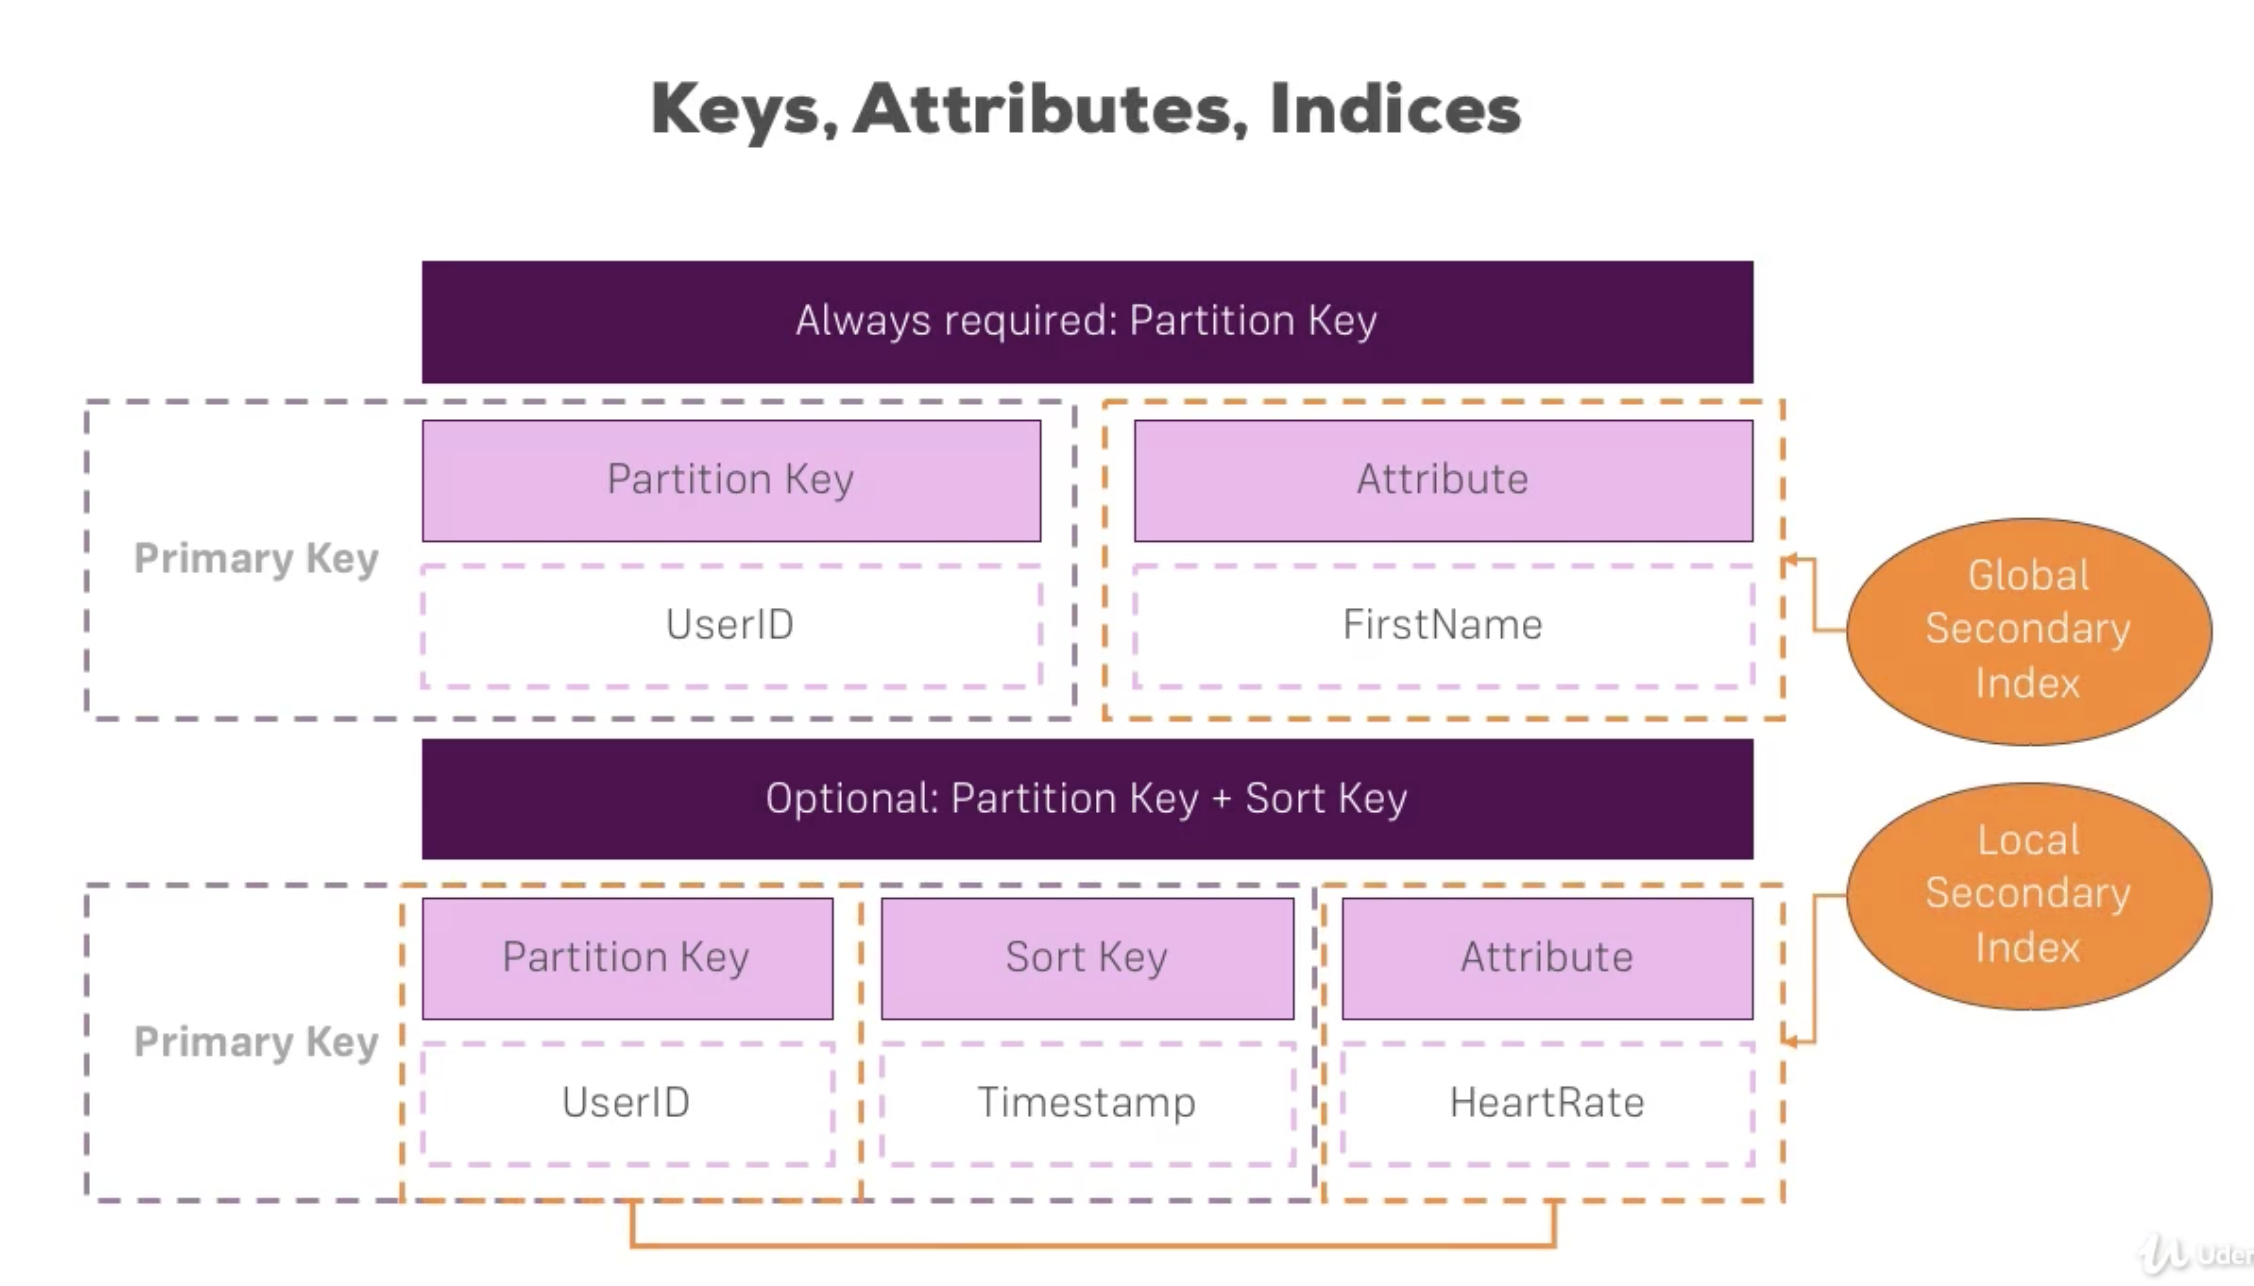 Keys, Attributes, Indices
Always required: Partition Key
Primary Key
Partition Key
UserID
Attribute
FirstName
Global
Secondary
Index
Optional: Partition Key + Sort Key
Primary Key
Partition Key
UserID
Sort Key
Timestamp
Attribute
HeartRate
Local
Secondary
Index